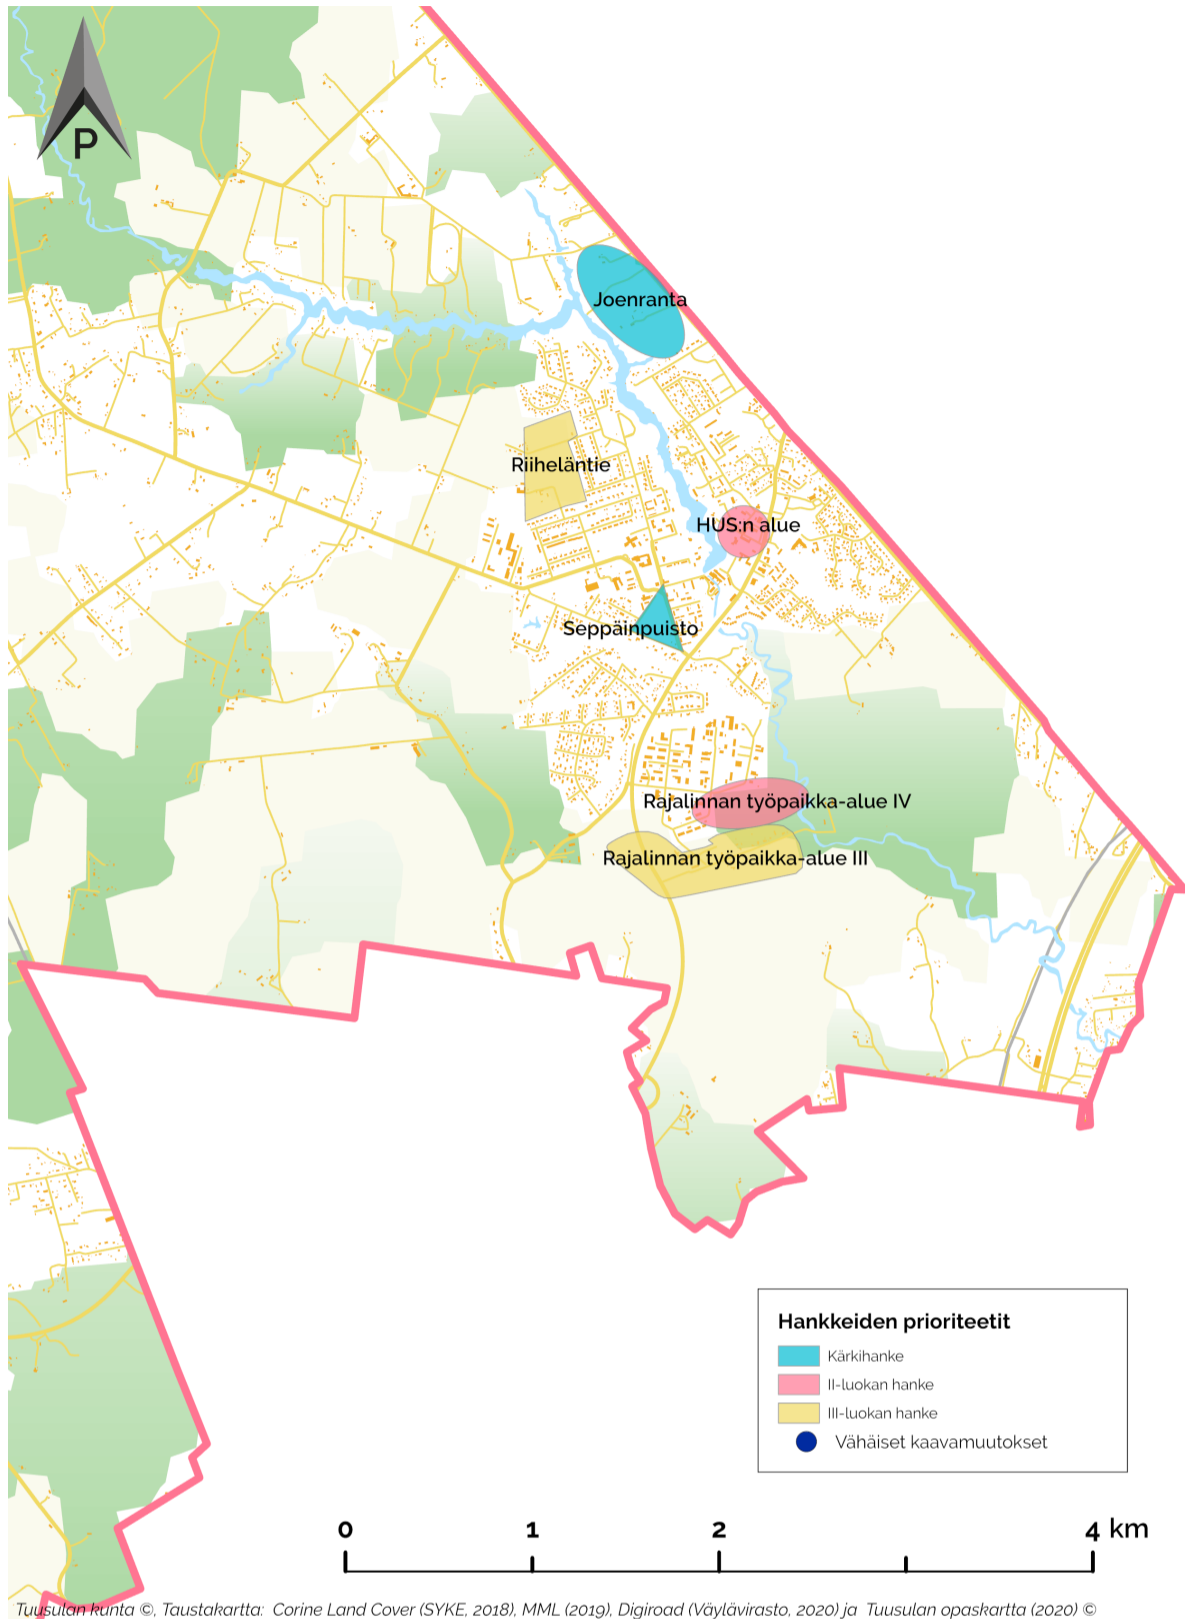 P
Joenranta
Riiheläntie
HUS:n alue
Seppäinpuisto
Rajalinnan työpaikka-alue IV
Rajalinnan työpaikka-alue III
Hankkeiden prioriteetit
Kärkihanke
II-luokan hanke
III-luokan hanke
Vähäiset kaavamuutokset
0 1 2 4 km
Tuusulan kunta ©, Taustakartta: Corine Land Cover (SYKE, 2018), MML (2019), Digiroad (Väylävirasto, 2020) ja Tuusulan opaskartta (2020) ©